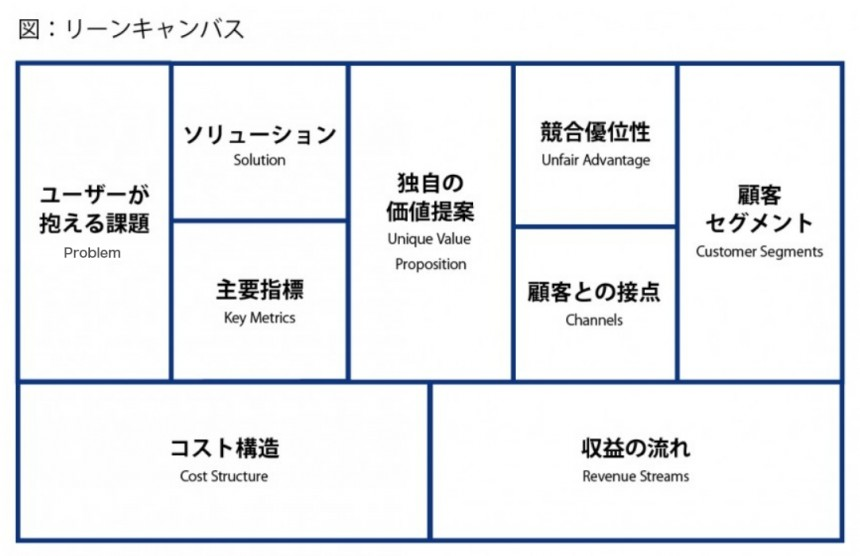 図：リーンキャンバス
ユーザーが
抱える課題
Problem
ソリューション
Solution
主要指標
Key Metrics
独自の
価値提案
Unique Value
Proposition
競合優位性
Unfair Advantage
顧客との接点
Channels
顧客
セグメント
Customer Segments
コスト構造
Cost Structure
収益の流れ
Revenue Streams